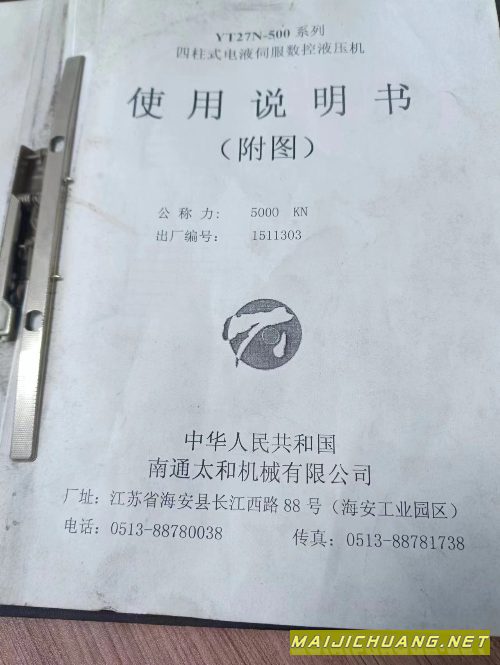 YT27N-500 系列
四柱式电液伺服数控液压机
使用说明书
（附图）
公称力: 5000 KN
出厂编号: 1511303
中华人民共和国
南通太和机械有限公司
厂址: 江苏省海安县长江西路 88 号（海安工业园区）
电话: 0513-88780038 传真: 0513-88781738
MAIJICHUANG.NET